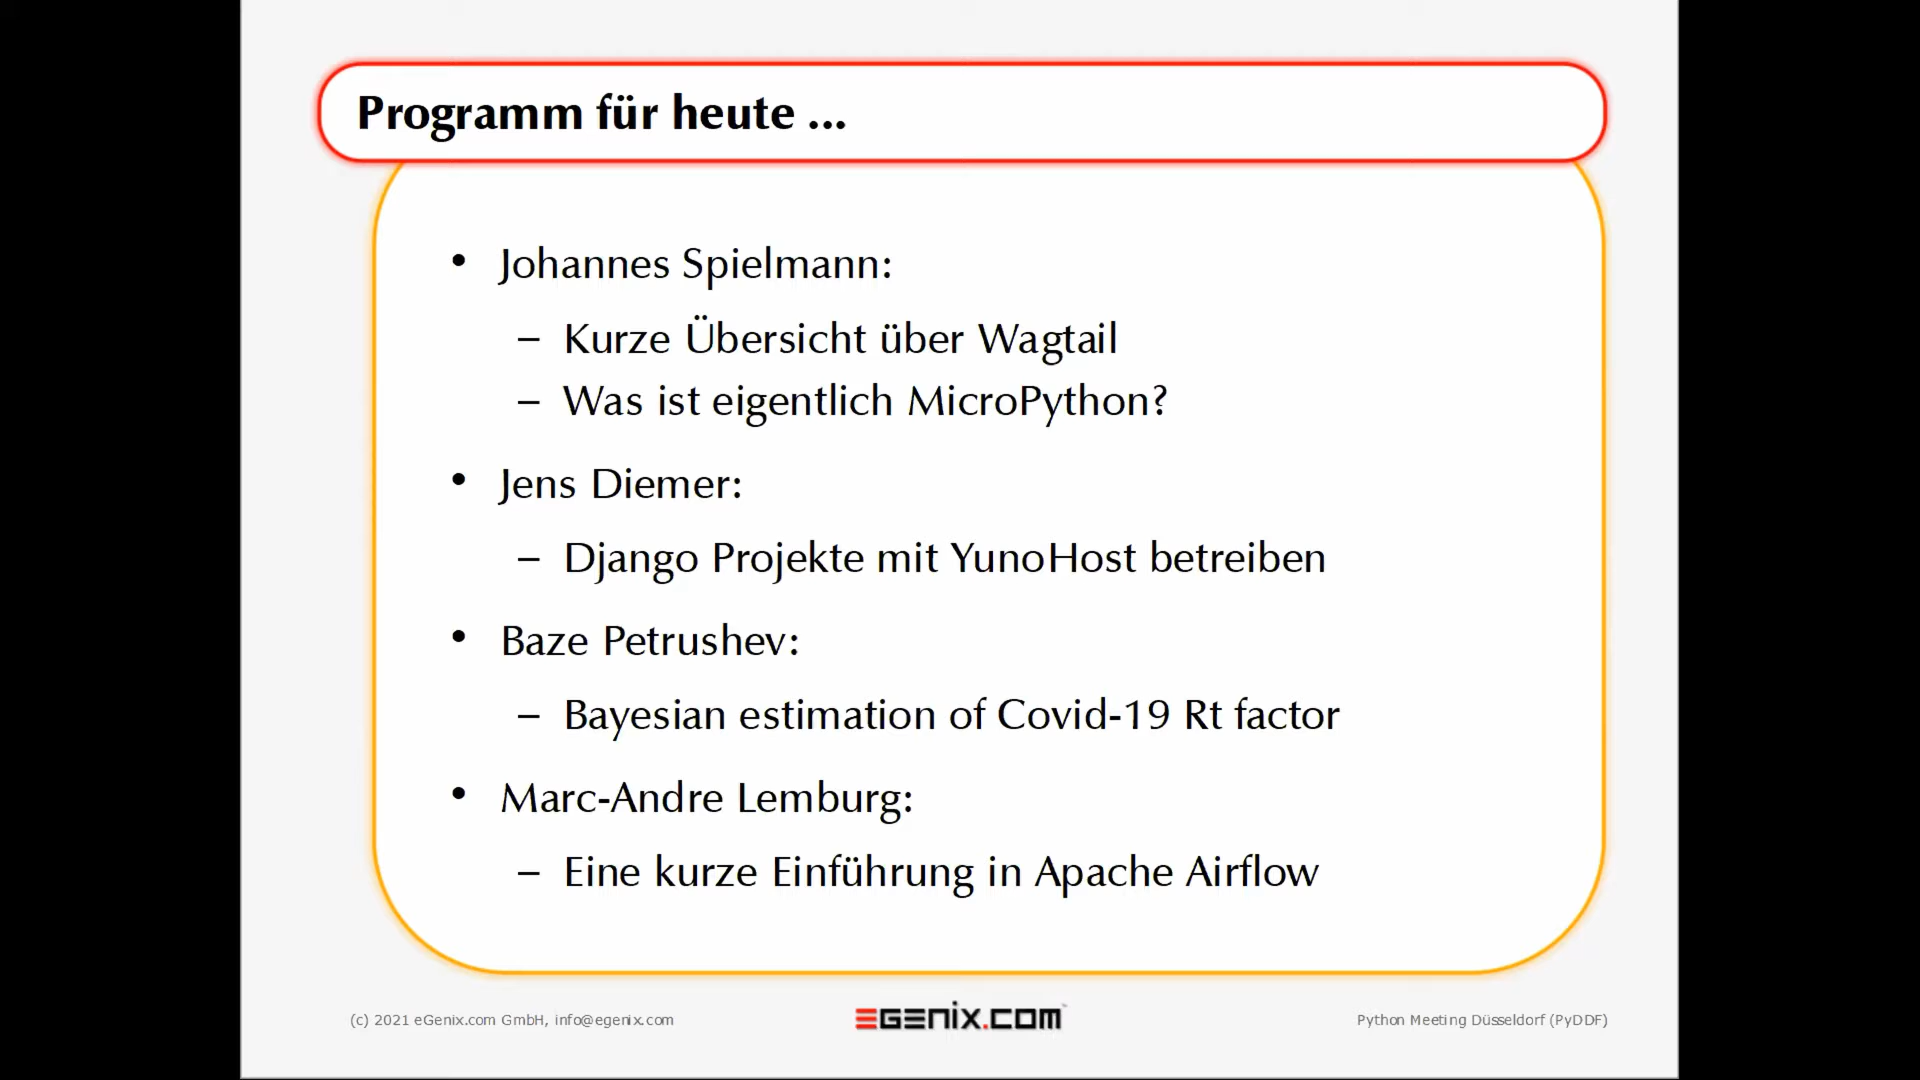 Programm für heute ...
• Johannes Spielmann:
– Kurze Übersicht über Wagtail
– Was ist eigentlich MicroPython?
• Jens Diemer:
– Django Projekte mit YunoHost betreiben
• Baze Petrushev:
– Bayesian estimation of Covid-19 Rt factor
• Marc-Andre Lemburg:
– Eine kurze Einführung in Apache Airflow
(c) 2021 eGenix.com GmbH, info@egenix.com
EGENIX.COM
Python Meeting Düsseldorf (PyDDF)